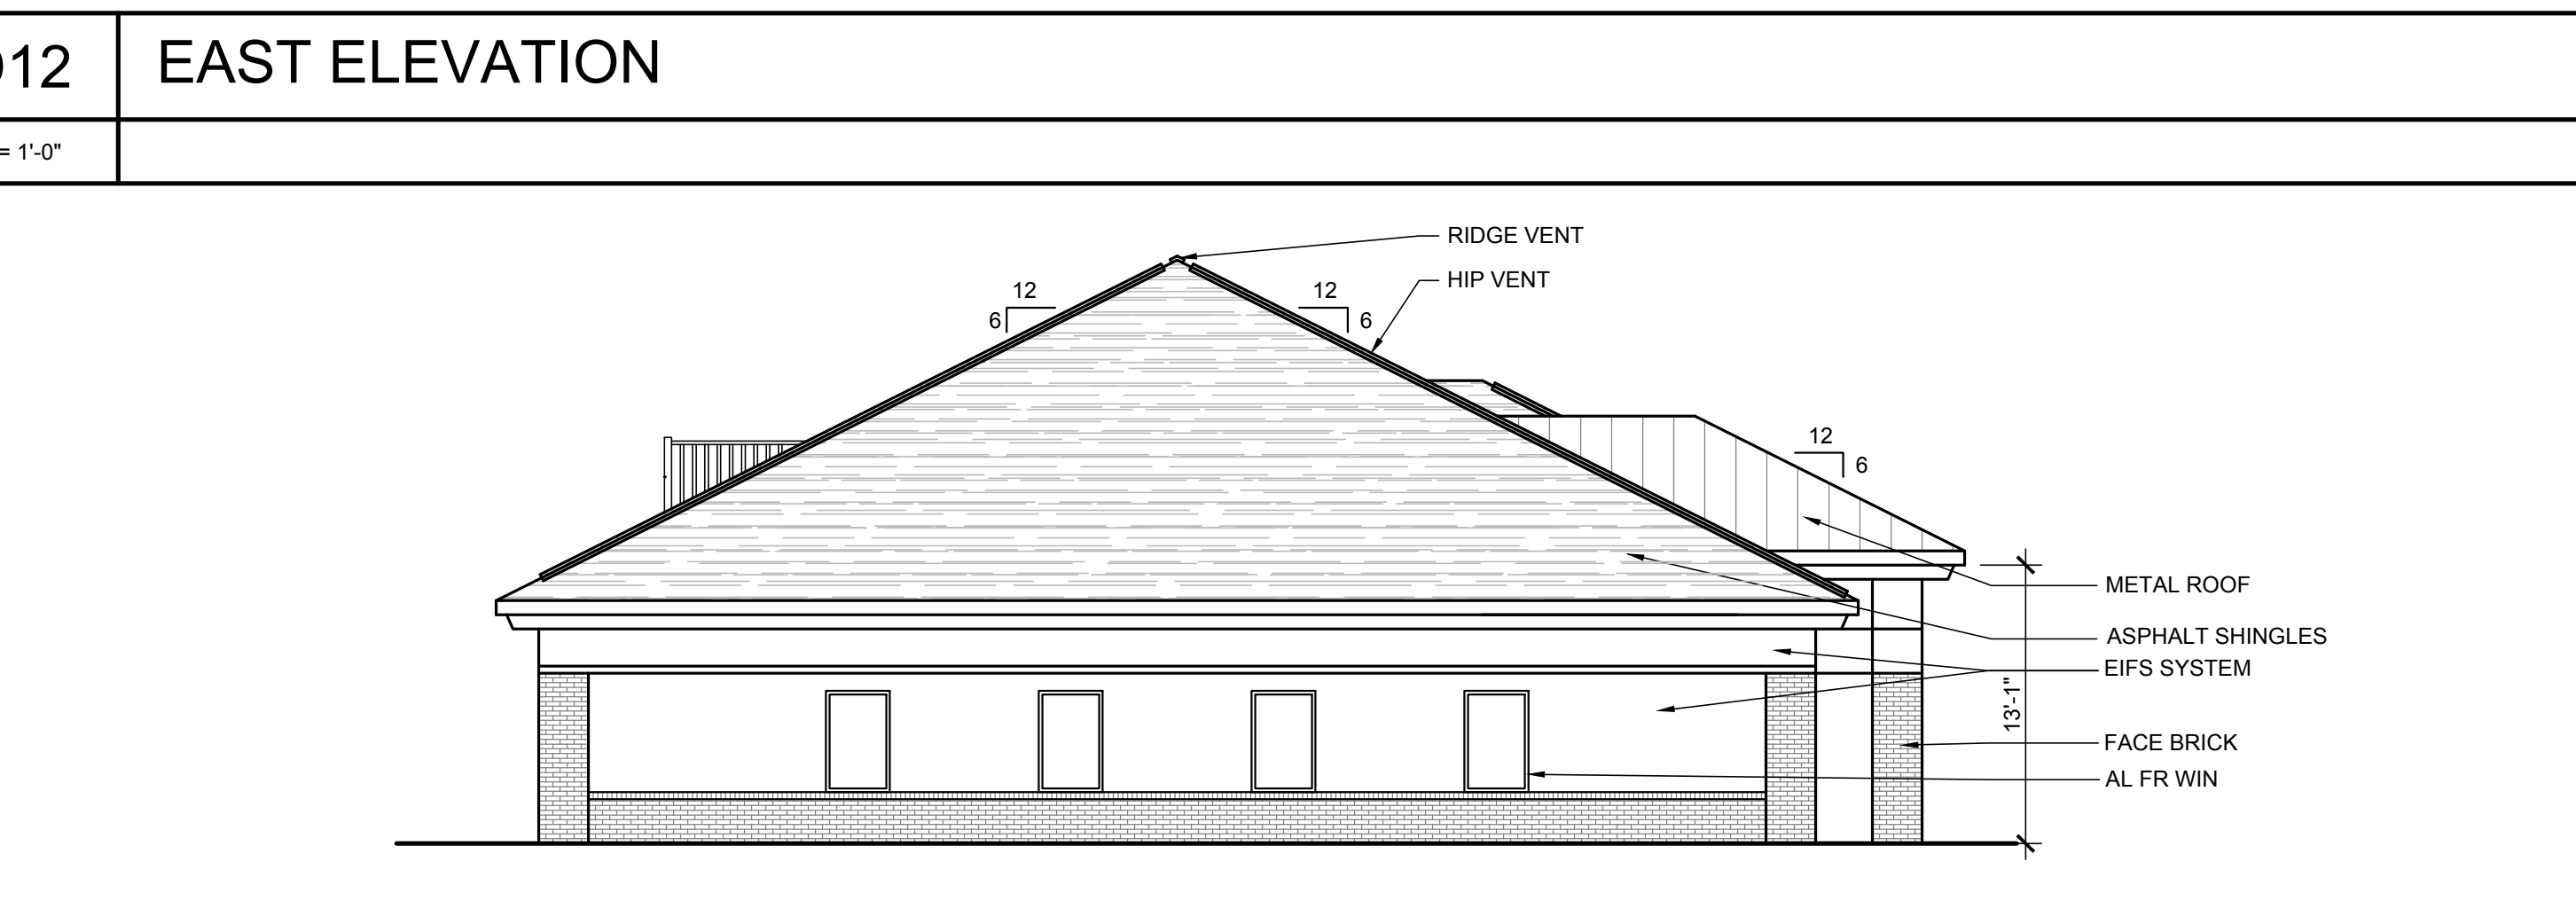 12 EAST ELEVATION
= 1'-0"
RIDGE VENT
HIP VENT
12
6
12
6
12
6
METAL ROOF
ASPHALT SHINGLES
EIFS SYSTEM
13'-1"
FACE BRICK
AL FR WIN